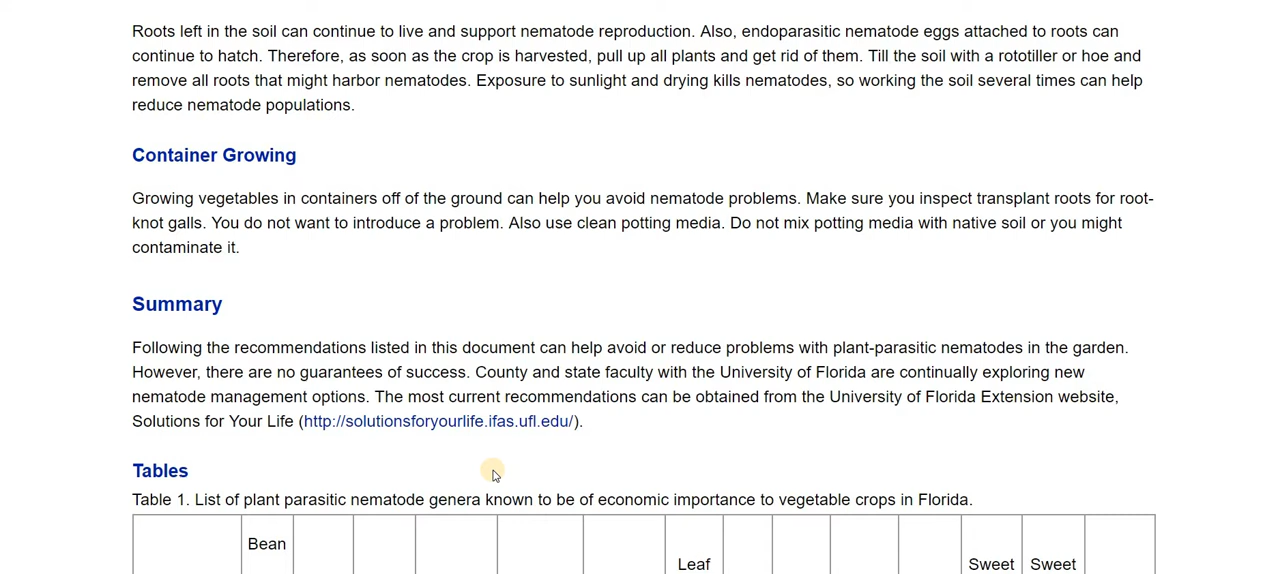 Roots left in the soil can continue to live and support nematode reproduction. Also, endoparasitic nematode eggs attached to roots can
continue to hatch. Therefore, as soon as the crop is harvested, pull up all plants and get rid of them. Till the soil with a rototiller or hoe and
remove all roots that might harbor nematodes. Exposure to sunlight and drying kills nematodes, so working the soil several times can help
reduce nematode populations.
Container Growing
Growing vegetables in containers off of the ground can help you avoid nematode problems. Make sure you inspect transplant roots for root-
knot galls. You do not want to introduce a problem. Also use clean potting media. Do not mix potting media with native soil or you might
contaminate it.
Summary
Following the recommendations listed in this document can help avoid or reduce problems with plant-parasitic nematodes in the garden.
However, there are no guarantees of success. County and state faculty with the University of Florida are continually exploring new
nematode management options. The most current recommendations can be obtained from the University of Florida Extension website,
Solutions for Your Life (http://solutionsforyourlife.ifas.ufl.edu/).
Tables
Table 1. List of plant parasitic nematode genera known to be of economic importance to vegetable crops in Florida.
Bean
Leaf Sweet Sweet